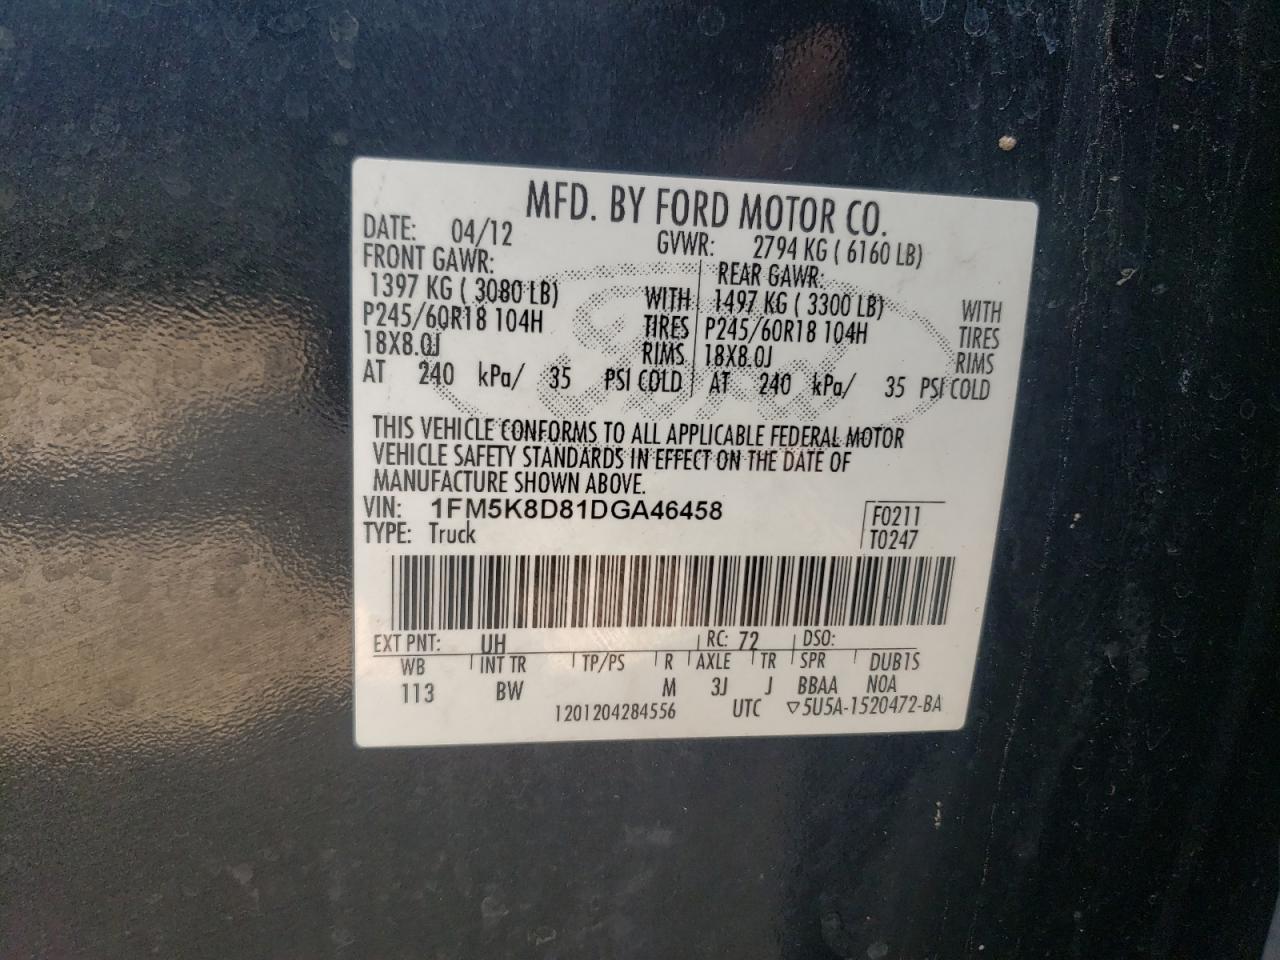 MFD. BY FORD MOTOR CO.
DATE: 04/12 GVWR: 2794 KG ( 6160 LB)
FRONT GAWR: REAR GAWR:
1397 KG ( 3080 LB) WITH 1497 KG ( 3300 LB) WITH
P245/60R18 104H TIRES P245/60R18 104H TIRES
18X8.0J RIMS 18X8.0J RIMS
AT 240 kPa/ 35 PSI COLD AT 240 kPa/ 35 PSI COLD
THIS VEHICLE CONFORMS TO ALL APPLICABLE FEDERAL MOTOR
VEHICLE SAFETY STANDARDS IN EFFECT ON THE DATE OF
MANUFACTURE SHOWN ABOVE.
VIN: 1FM5K8D81DGA46458 F0211
TYPE: Truck T0247
EXT PNT: UH RC: 72 DSO:
WB INT TR TP/PS R AXLE TR SPR DUB1S
113 BW M 3J J BBAA N0A
1201204284556 UTC ▽5U5A-1520472-BA